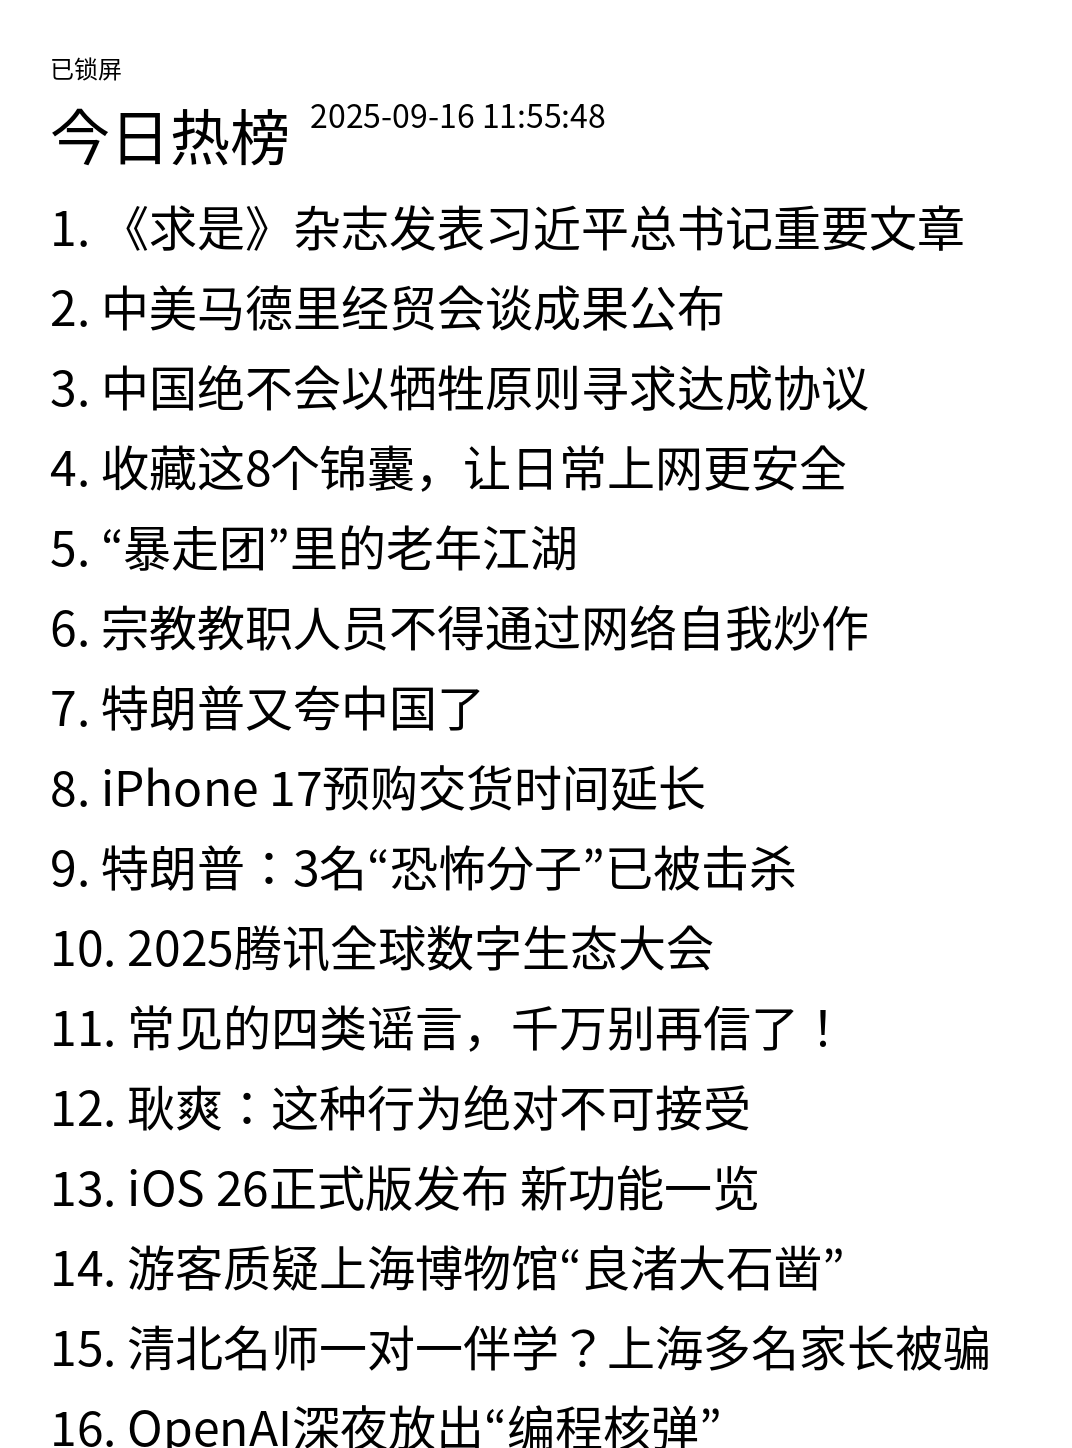 已锁屏
今日热榜 2025-09-16 11:55:48
1. 《求是》杂志发表习近平总书记重要文章
2. 中美马德里经贸会谈成果公布
3. 中国绝不会以牺牲原则寻求达成协议
4. 收藏这8个锦囊，让日常上网更安全
5. “暴走团”里的老年江湖
6. 宗教教职人员不得通过网络自我炒作
7. 特朗普又夸中国了
8. iPhone 17预购交货时间延长
9. 特朗普：3名“恐怖分子”已被击杀
10. 2025腾讯全球数字生态大会
11. 常见的四类谣言，千万别再信了！
12. 耿爽：这种行为绝对不可接受
13. iOS 26正式版发布 新功能一览
14. 游客质疑上海博物馆“良渚大石凿”
15. 清北名师一对一伴学？上海多名家长被骗
16. OpenAI深夜放出“编程核弹”